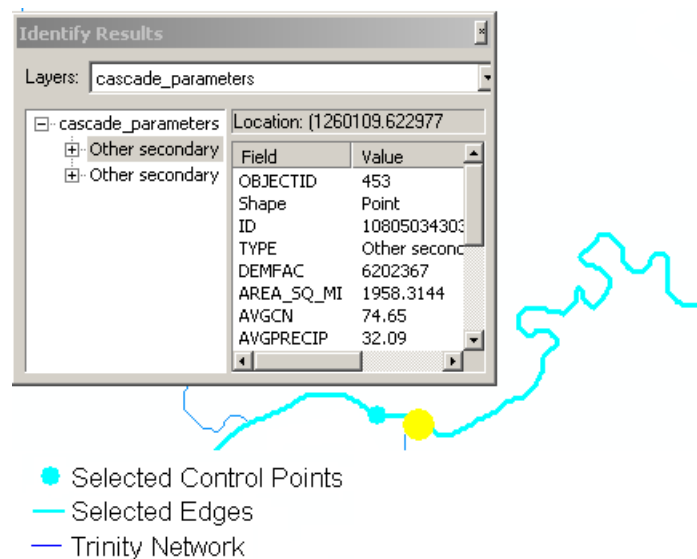 Identify Results
Layers: cascade_parameters
cascade_parameters
Other secondary
Other secondary
Location: (1260109.622977
Field Value
OBJECTID 453
Shape Point
ID 10805034303
TYPE Other second
DEMFAC 6202367
AREA_SQ_MI 1958.3144
AVGCN 74.65
AVGPRECIP 32.09
Selected Control Points
Selected Edges
Trinity Network